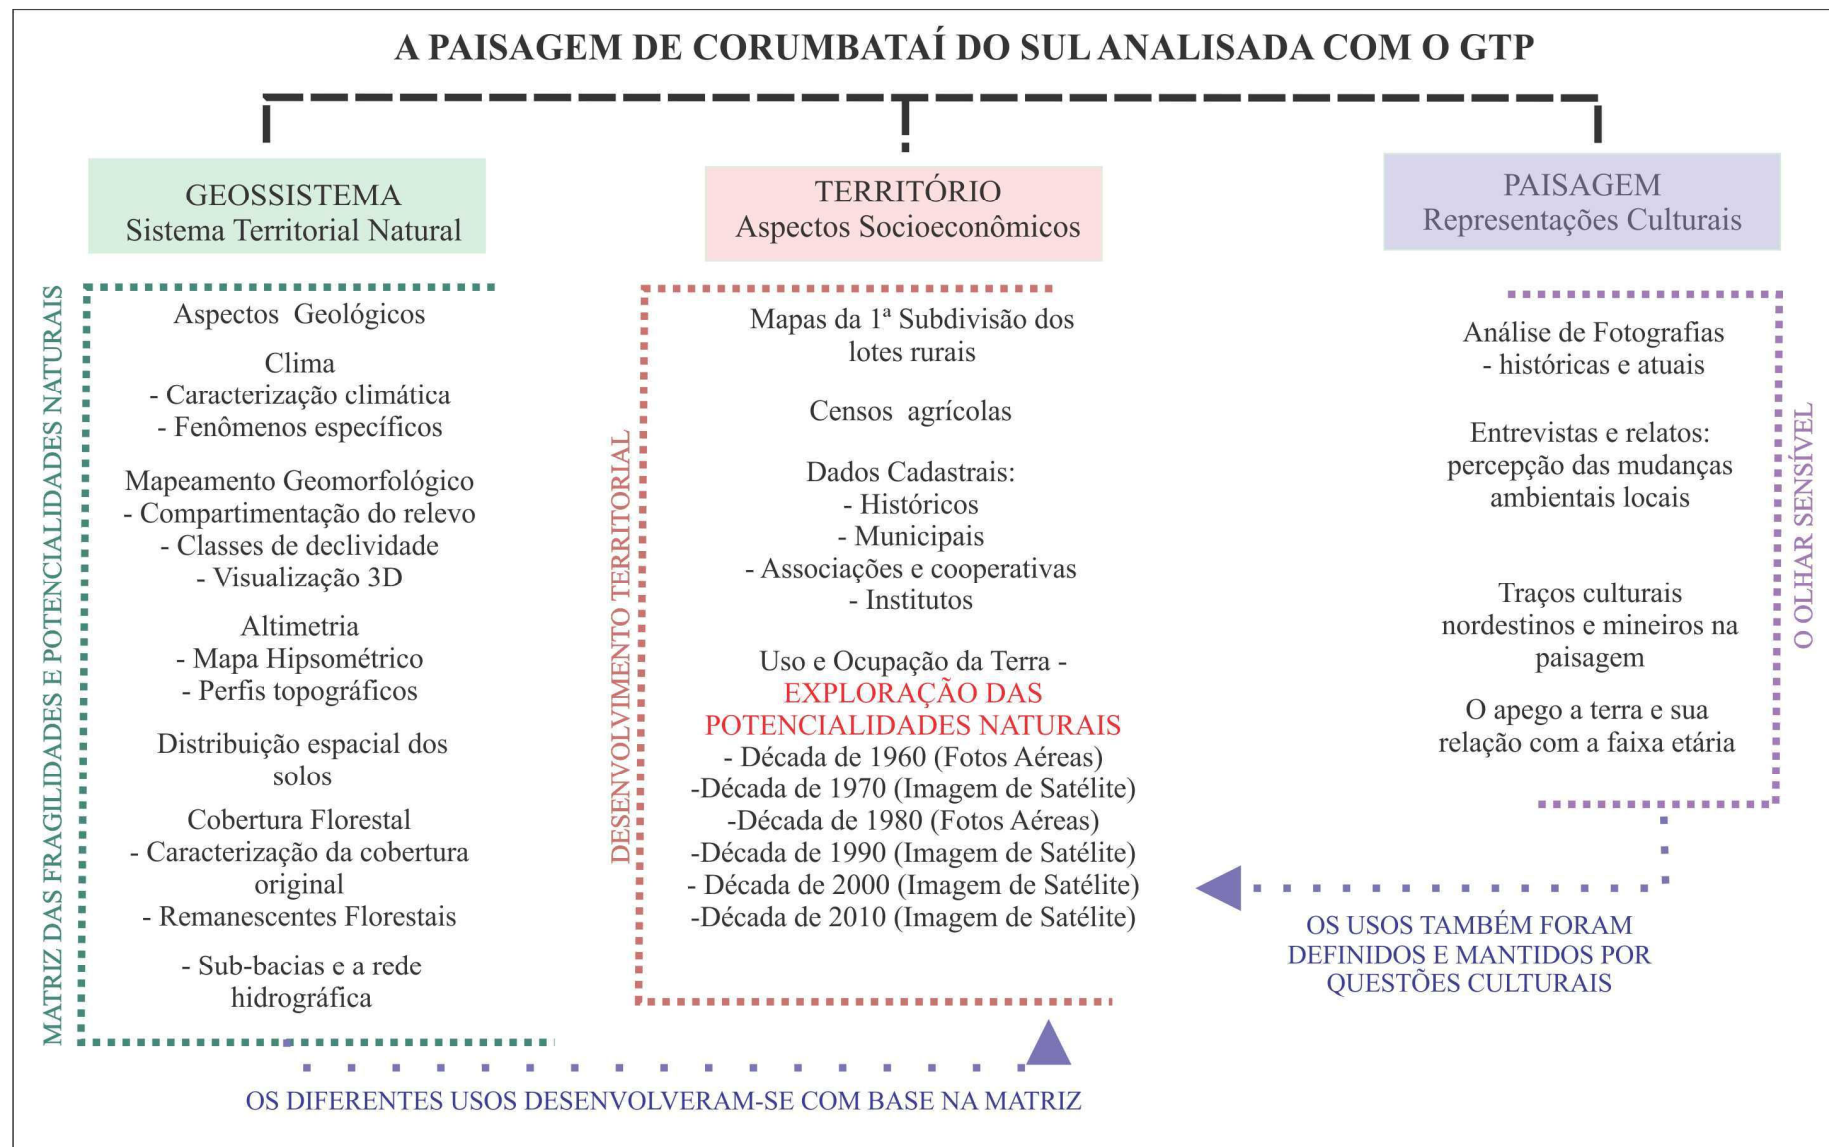 A PAISAGEM DE CORUMBATAÍ DO SUL ANALISADA COM O GTP
GEOSSISTEMA
Sistema Territorial Natural
MATRIZ DAS FRAGILIDADES E POTENCIALIDADES NATURAIS
Aspectos Geológicos
Clima
- Caracterização climática
- Fenômenos específicos
Mapeamento Geomorfológico
- Compartimentação do relevo
- Classes de declividade
- Visualização 3D
Altimetria
- Mapa Hipsométrico
- Perfis topográficos
Distribuição espacial dos
solos
Cobertura Florestal
- Caracterização da cobertura
original
- Remanescentes Florestais
- Sub-bacias e a rede
hidrográfica
TERRITÓRIO
Aspectos Socioeconômicos
DESENVOLVIMENTO TERRITORIAL
Mapas da 1ª Subdivisão dos
lotes rurais
Censos agrícolas
Dados Cadastrais:
- Históricos
- Municipais
- Associações e cooperativas
- Institutos
Uso e Ocupação da Terra -
EXPLORAÇÃO DAS
POTENCIALIDADES NATURAIS
- Década de 1960 (Fotos Aéreas)
-Década de 1970 (Imagem de Satélite)
-Década de 1980 (Fotos Aéreas)
-Década de 1990 (Imagem de Satélite)
- Década de 2000 (Imagem de Satélite)
-Década de 2010 (Imagem de Satélite)
PAISAGEM
Representações Culturais
Análise de Fotografias
- históricas e atuais
Entrevistas e relatos:
percepção das mudanças
ambientais locais
Traços culturais
nordestinos e mineiros na
paisagem
O apego a terra e sua
relação com a faixa etária
O OLHAR SENSÍVEL
OS USOS TAMBÉM FORAM
DEFINIDOS E MANTIDOS POR
QUESTÕES CULTURAIS
OS DIFERENTES USOS DESENVOLVERAM-SE COM BASE NA MATRIZ